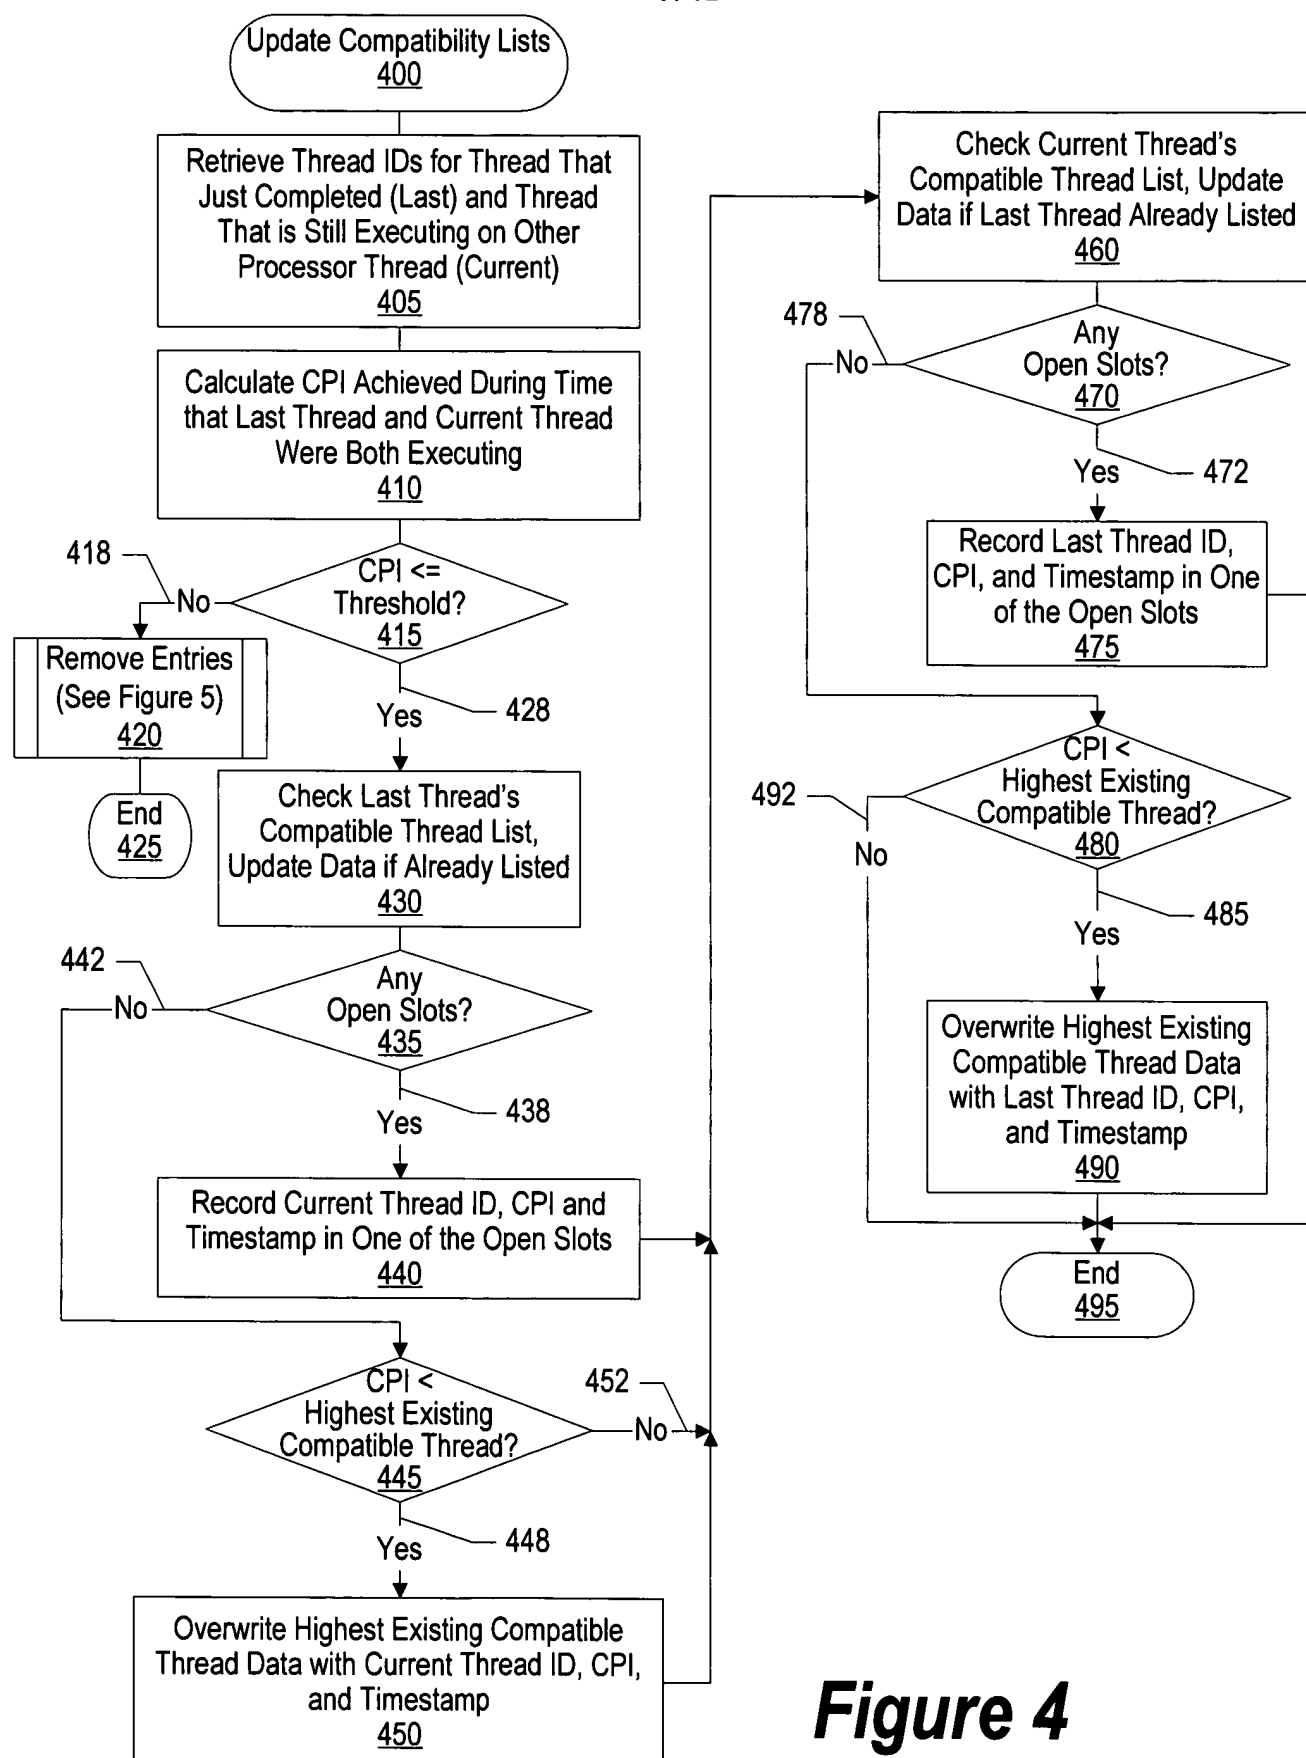 Update Compatibility Lists
400
Retrieve Thread IDs for Thread That
Just Completed (Last) and Thread
That is Still Executing on Other
Processor Thread (Current)
405
Calculate CPI Achieved During Time
that Last Thread and Current Thread
Were Both Executing
410
418
No
CPI <=
Threshold?
415
Remove Entries
(See Figure 5)
420
End
425
428
Yes
Check Last Thread's
Compatible Thread List,
Update Data if Already Listed
430
442
No
Any
Open Slots?
435
438
Yes
Record Current Thread ID, CPI and
Timestamp in One of the Open Slots
440
CPI <
Highest Existing
Compatible Thread?
445
452
No
448
Yes
Overwrite Highest Existing Compatible
Thread Data with Current Thread ID, CPI,
and Timestamp
450
Check Current Thread's
Compatible Thread List, Update
Data if Last Thread Already Listed
460
478
No
Any
Open Slots?
470
472
Yes
Record Last Thread ID,
CPI, and Timestamp in One
of the Open Slots
475
CPI <
Highest Existing
Compatible Thread?
480
492
No
485
Yes
Overwrite Highest Existing
Compatible Thread Data
with Last Thread ID, CPI,
and Timestamp
490
End
495
Figure 4